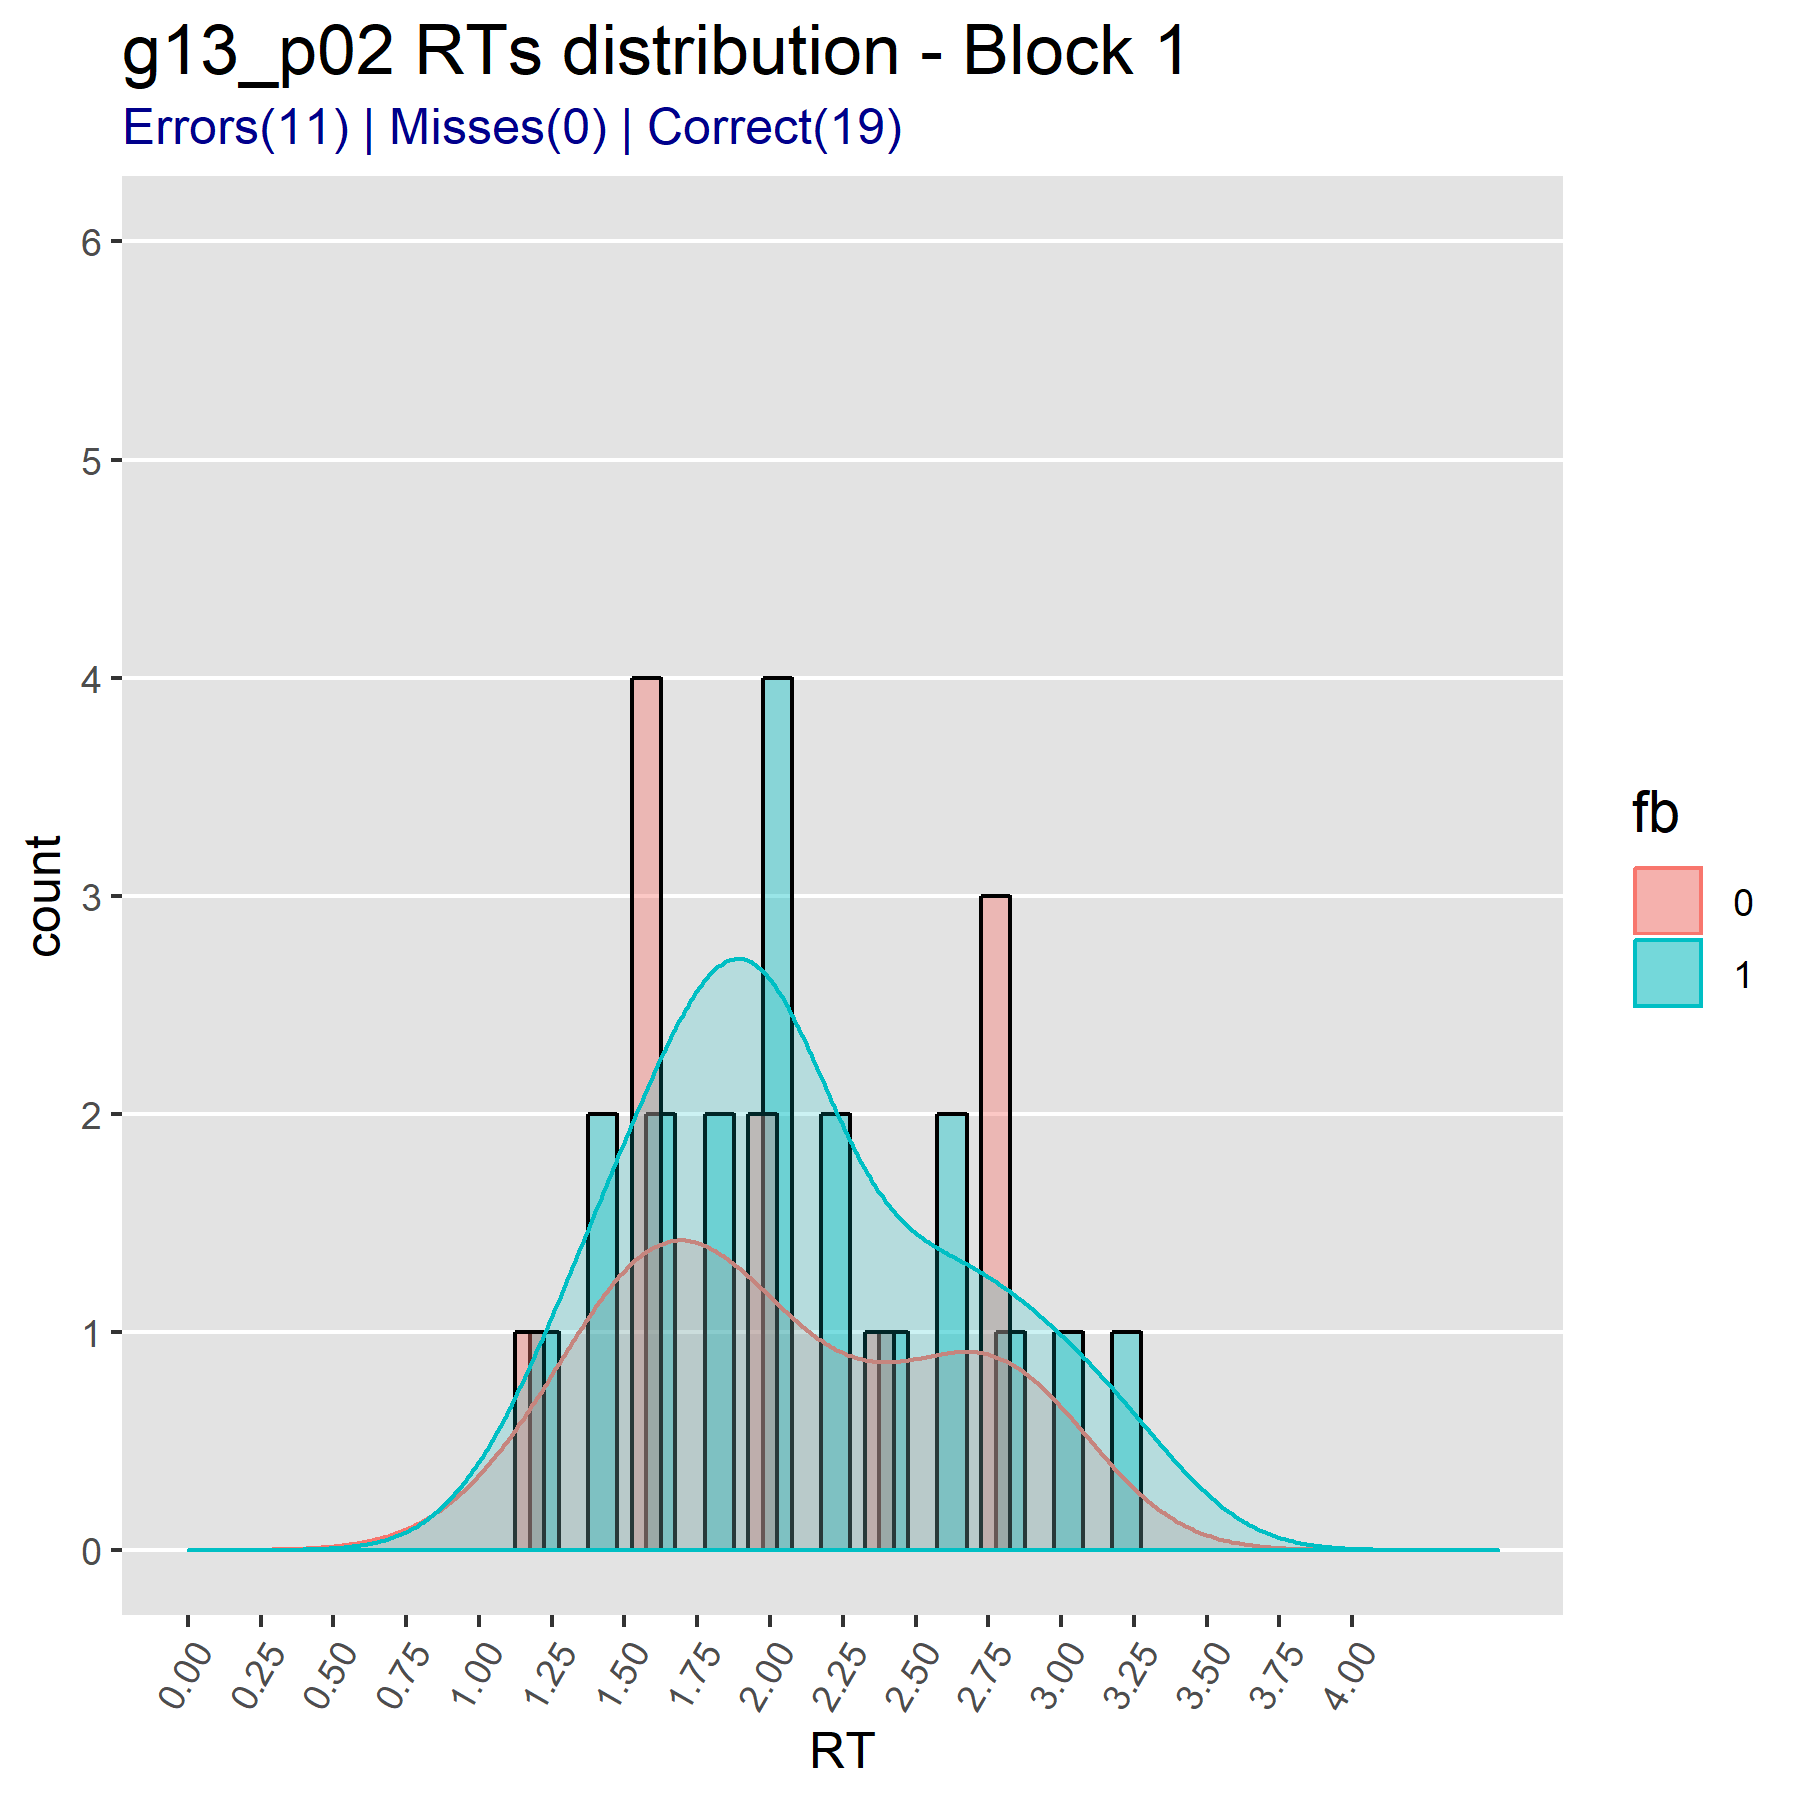 g13_p02 RTs distribution - Block 1
Errors(11) | Misses(0) | Correct(19)
6
5
4
3
2
1
0
count
0.00 0.25 0.50 0.75 1.00 1.25 1.50 1.75 2.00 2.25 2.50 2.75 3.00 3.25 3.50 3.75 4.00
RT
fb
0
1